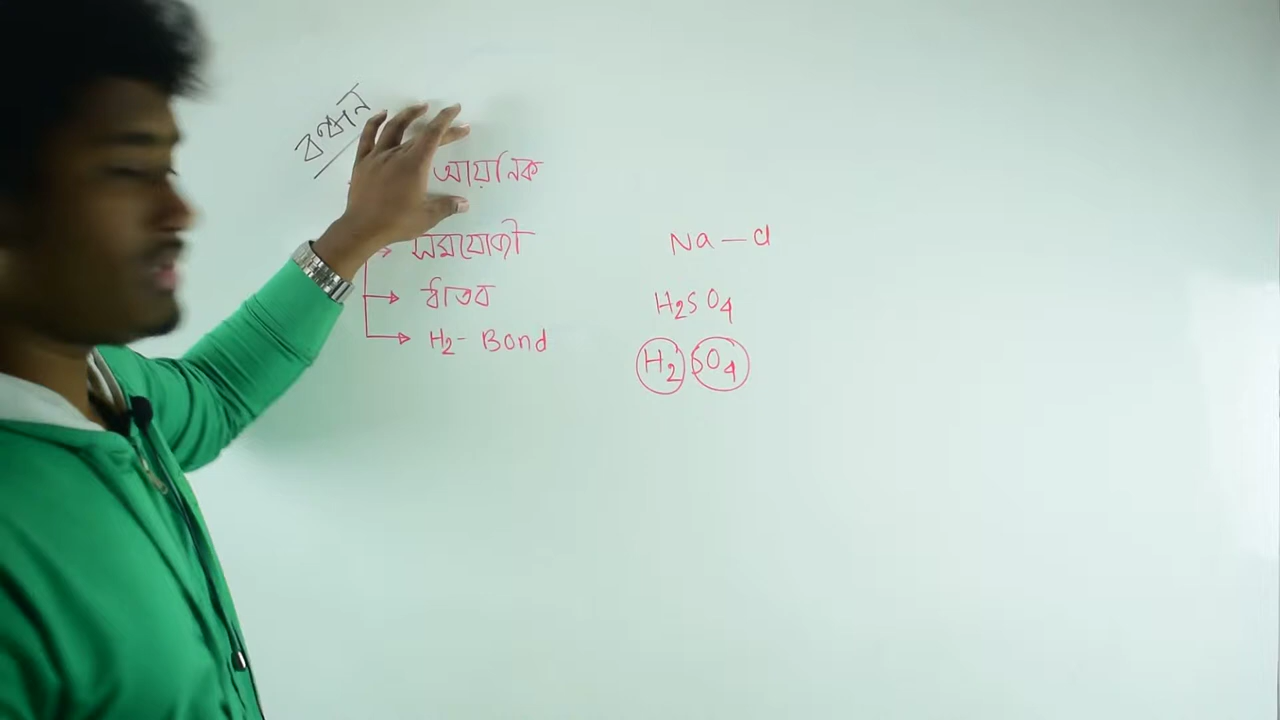 বন্ধন
আয়নিক
সমযোজী
ধাতব
H₂- Bond
Na — Cl
H₂SO₄
H₂ SO₄